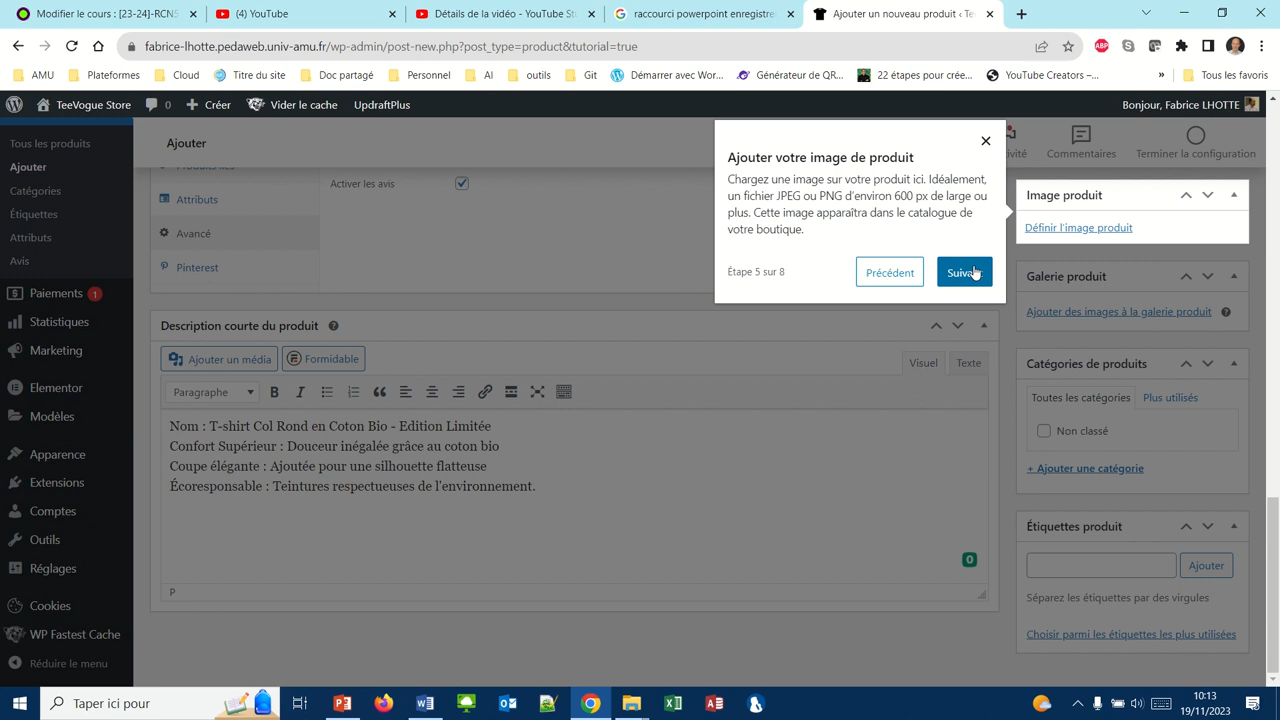 Modifier le cours : [23-24]-RCNS
(4) YouTube
Détails de la vidéo - YouTube St
raccourci powerpoint enregistre
Ajouter un nouveau produit ‹ Te
fabrice-lhotte.pedaweb.univ-amu.fr/wp-admin/post-new.php?post_type=product&tutorial=true
AMU
Plateformes
Cloud
Titre du site
Doc partagé
Personnel
AI
outils
Git
Démarrer avec Wor...
Générateur de QR...
22 étapes pour crée...
YouTube Creators –...
»
Tous les favoris
TeeVogue Store
0
+ Créer
Vider le cache
UpdraftPlus
Bonjour, Fabrice LHOTTE
Tous les produits
Ajouter
Catégories
Étiquettes
Attributs
Avis
Paiements 1
Statistiques
Marketing
Elementor
Modèles
Apparence
Extensions
Comptes
Outils
Réglages
Cookies
WP Fastest Cache
Réduire le menu
Ajouter
Commentaires
Terminer la configuration
Attributs
Avancé
Pinterest
Activer les avis
Ajouter votre image de produit
Chargez une image sur votre produit ici. Idéalement,
un fichier JPEG ou PNG d'environ 600 px de large ou
plus. Cette image apparaîtra dans le catalogue de
votre boutique.
Étape 5 sur 8
Précédent
Description courte du produit
Ajouter un média
Formidable
Visuel
Texte
Paragraphe
B I
Nom : T-shirt Col Rond en Coton Bio - Edition Limitée
Confort Supérieur : Douceur inégalée grâce au coton bio
Coupe élégante : Ajoutée pour une silhouette flatteuse
Écoresponsable : Teintures respectueuses de l'environnement.
0
P
Image produit
Définir l'image produit
Galerie produit
Ajouter des images à la galerie produit
Catégories de produits
Toutes les catégories
Plus utilisés
Non classé
+ Ajouter une catégorie
Étiquettes produit
Ajouter
Séparez les étiquettes par des virgules
Choisir parmi les étiquettes les plus utilisées
Taper ici pour
10:13
19/11/2023